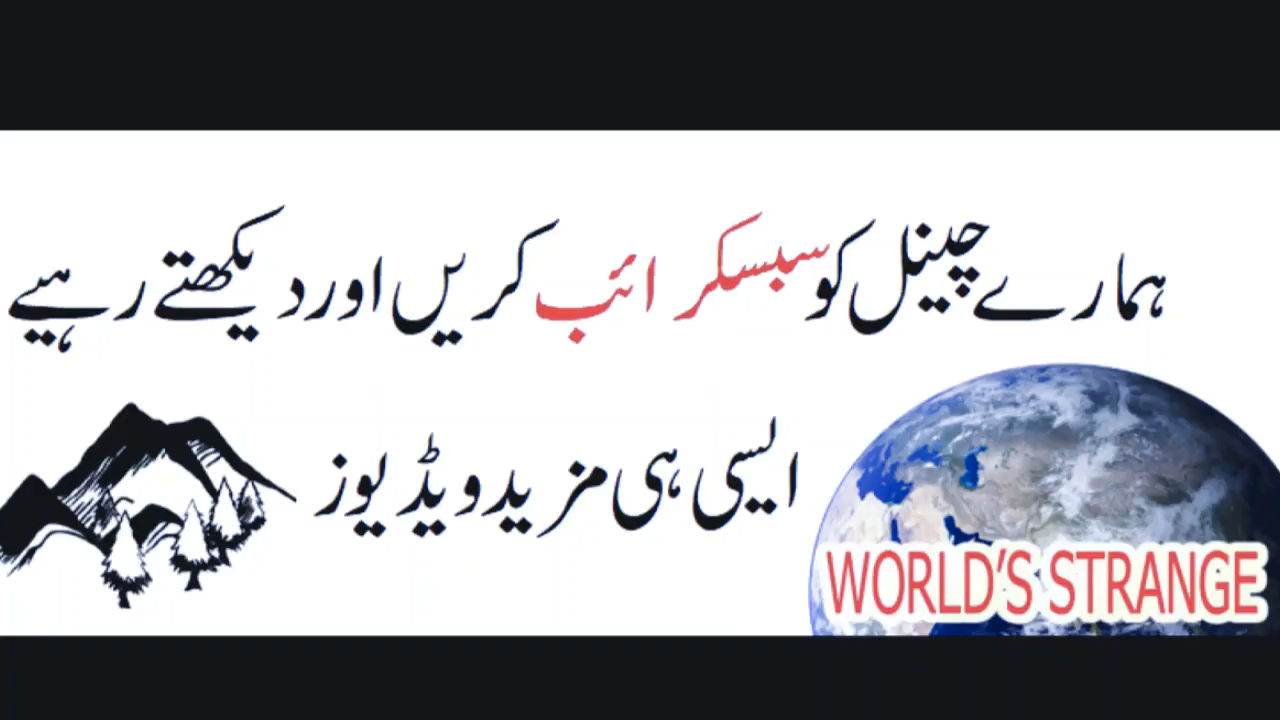 ہمارے چینل کو سبسکرائب کریں اور دیکھتے رہیے
ایسی ہی مزید ویڈیوز
WORLD'S STRANGE